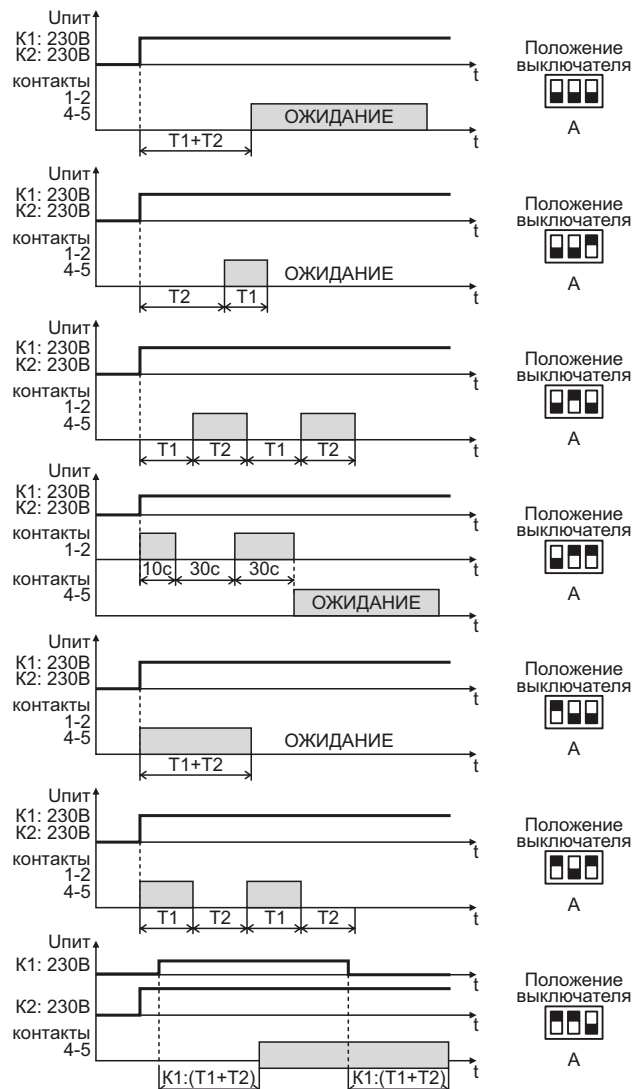 Uпит
К1: 230В
К2: 230В
t
контакты
1-2
4-5
ОЖИДАНИЕ
t
T1+T2
Положение
выключателя
А
Uпит
К1: 230В
К2: 230В
t
контакты
1-2
4-5
ОЖИДАНИЕ
t
T2
T1
Положение
выключателя
А
Uпит
К1: 230В
К2: 230В
t
контакты
1-2
4-5
t
T1
T2
T1
T2
Положение
выключателя
А
Uпит
К1: 230В
К2: 230В
t
контакты
1-2
t
10с
30с
30с
контакты
4-5
ОЖИДАНИЕ
t
Положение
выключателя
А
Uпит
К1: 230В
К2: 230В
t
контакты
1-2
4-5
ОЖИДАНИЕ
t
T1+T2
Положение
выключателя
А
Uпит
К1: 230В
К2: 230В
t
контакты
1-2
4-5
t
T1
T2
T1
T2
Положение
выключателя
А
Uпит
К1: 230В
t
К2: 230В
t
контакты
4-5
t
К1:(T1+T2)
К1:(T1+T2)
Положение
выключателя
А